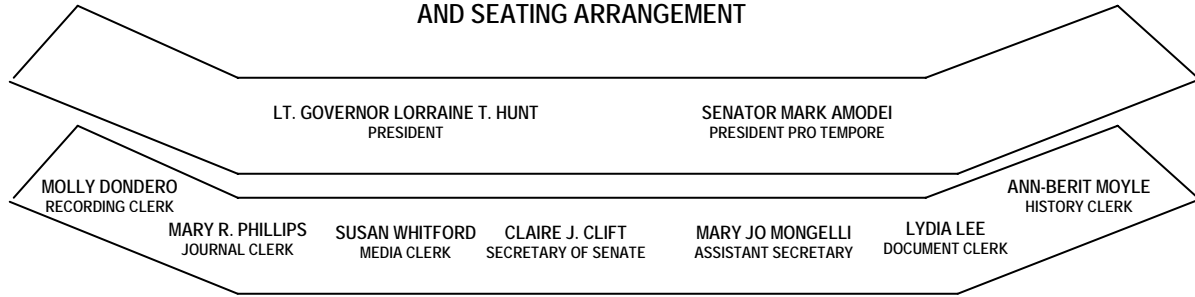 AND SEATING ARRANGEMENT
LT. GOVERNOR LORRAINE T. HUNT
PRESIDENT
SENATOR MARK AMODEI
PRESIDENT PRO TEMPORE
MOLLY DONDERO
RECORDING CLERK
MARY R. PHILLIPS
JOURNAL CLERK
SUSAN WHITFORD
MEDIA CLERK
CLAIRE J. CLIFT
SECRETARY OF SENATE
MARY JO MONGELLI
ASSISTANT SECRETARY
LYDIA LEE
DOCUMENT CLERK
ANN-BERIT MOYLE
HISTORY CLERK